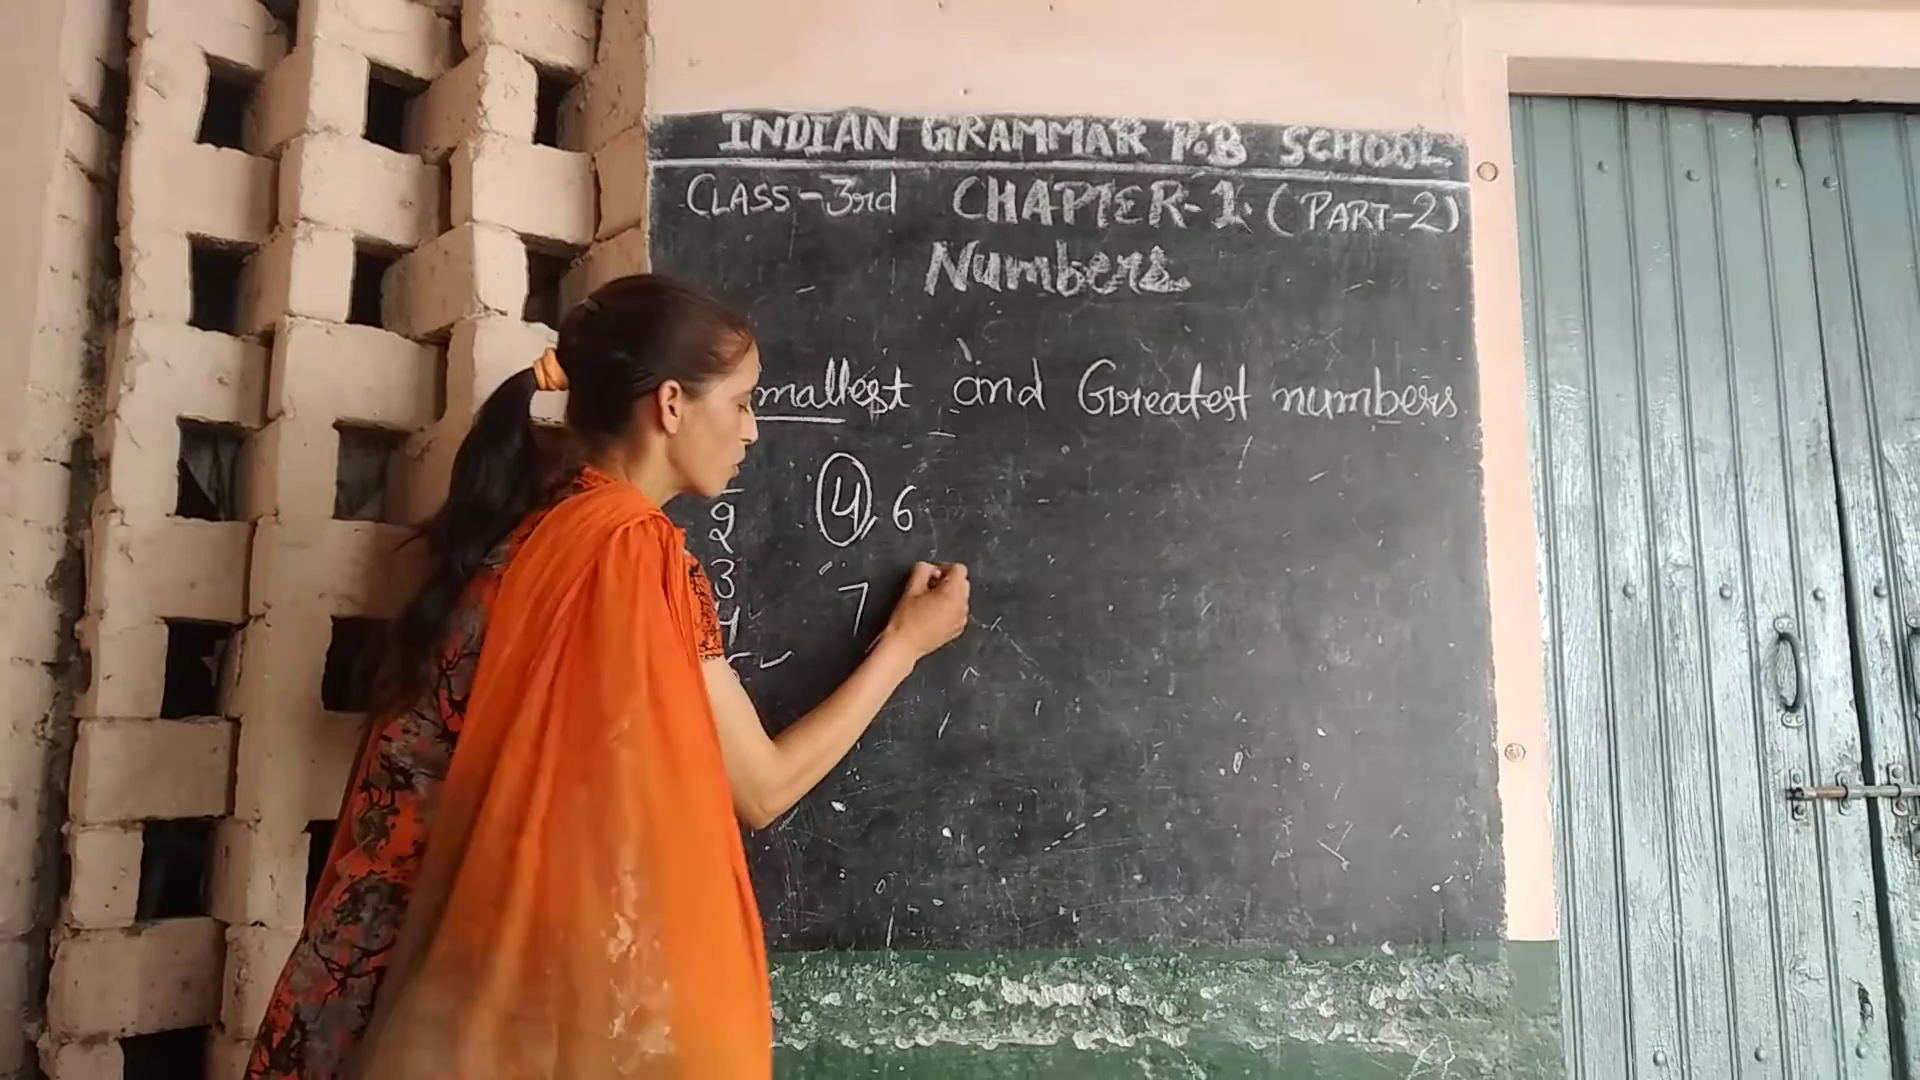 INDIAN GRAMMAR P.B SCHOOL
CLASS-3rd CHAPTER-1. (PART-2)
Numbers
mallest and Greatest numbers
2
3
4
4, 6
7